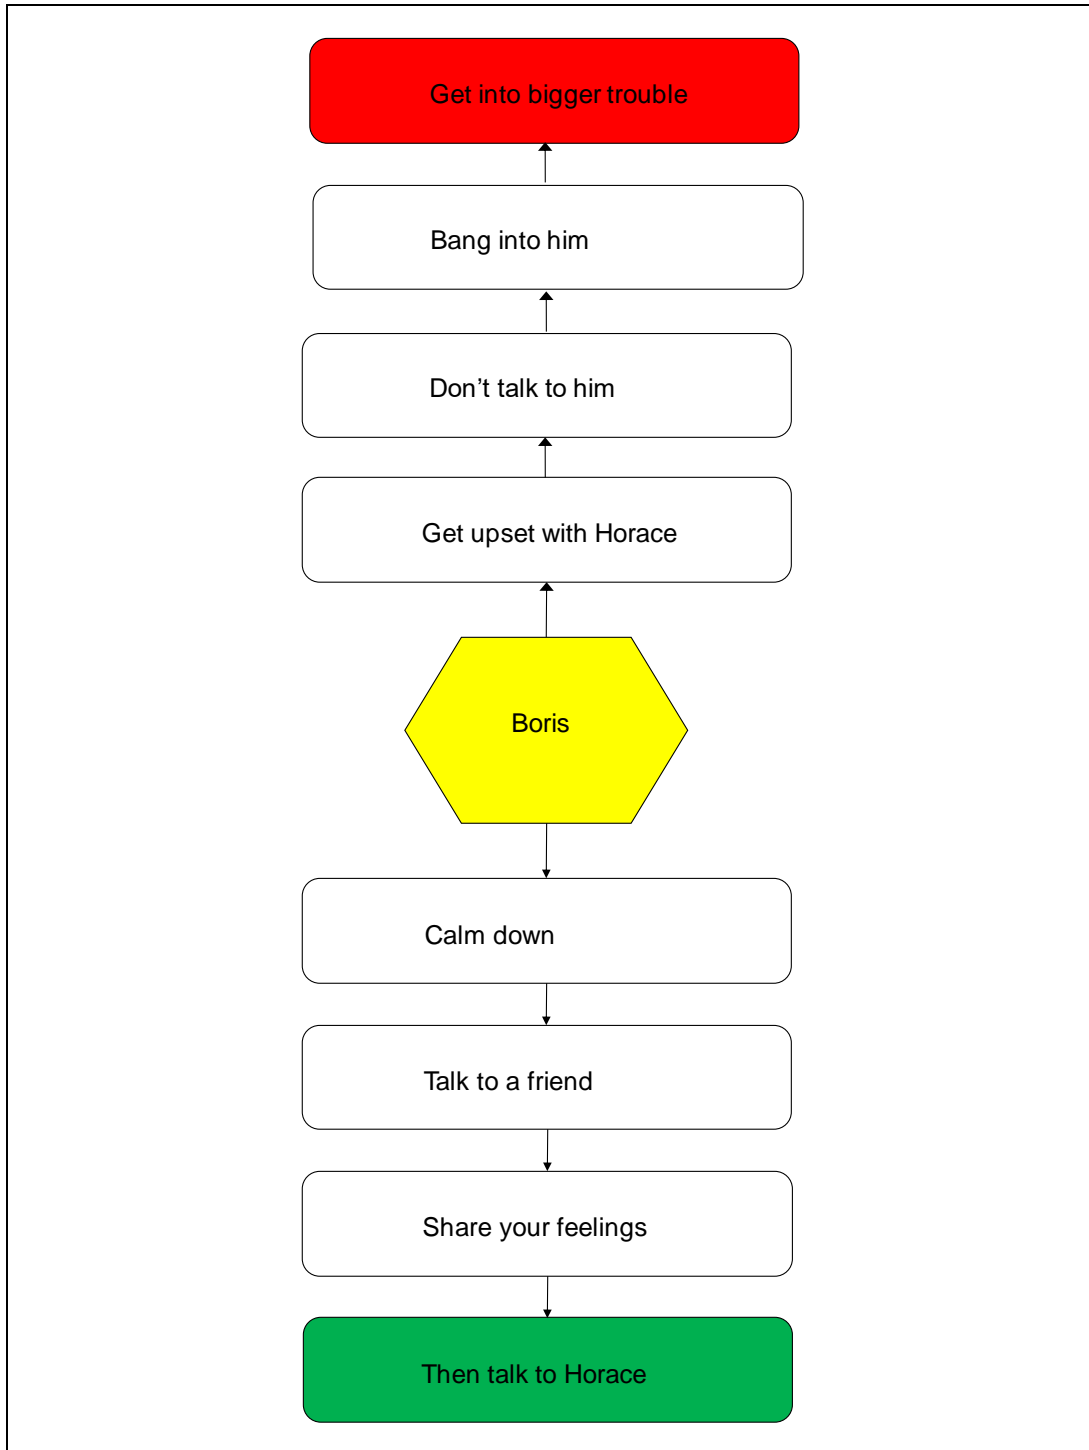 Get into bigger trouble
Bang into him
Don’t talk to him
Get upset with Horace
Boris
Calm down
Talk to a friend
Share your feelings
Then talk to Horace